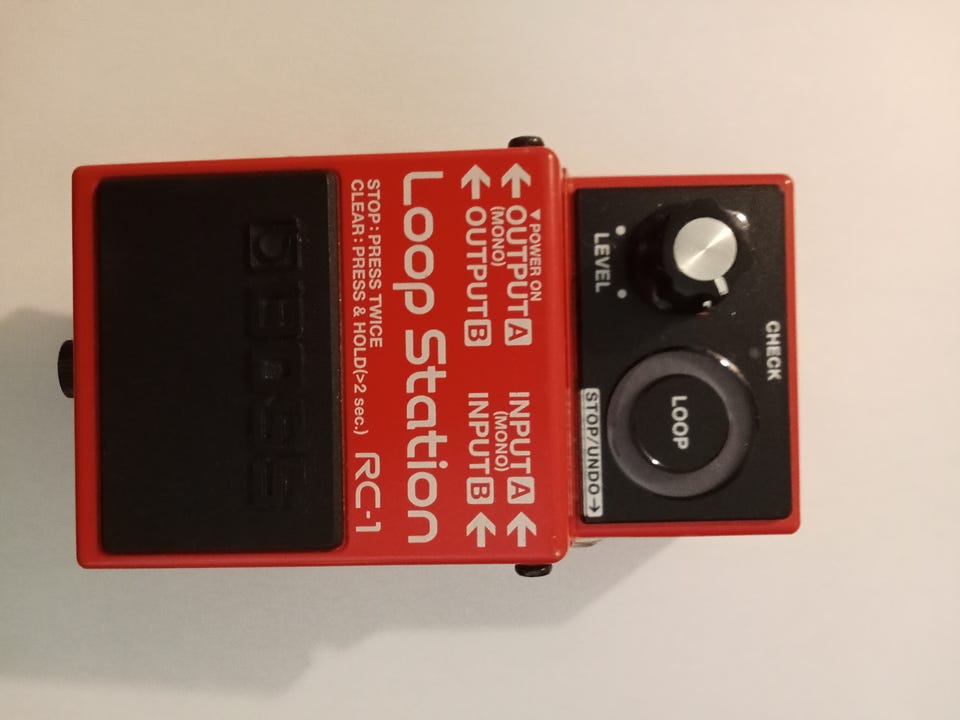 CHECK
LEVEL
LOOP
STOP/UNDO→
▼POWER ON
←OUTPUT A INPUT A←
(MONO) (MONO)
←OUTPUT B INPUT B←
Loop Station
STOP : PRESS TWICE
CLEAR : PRESS & HOLD(>2 sec.)
RC-1
BOSS